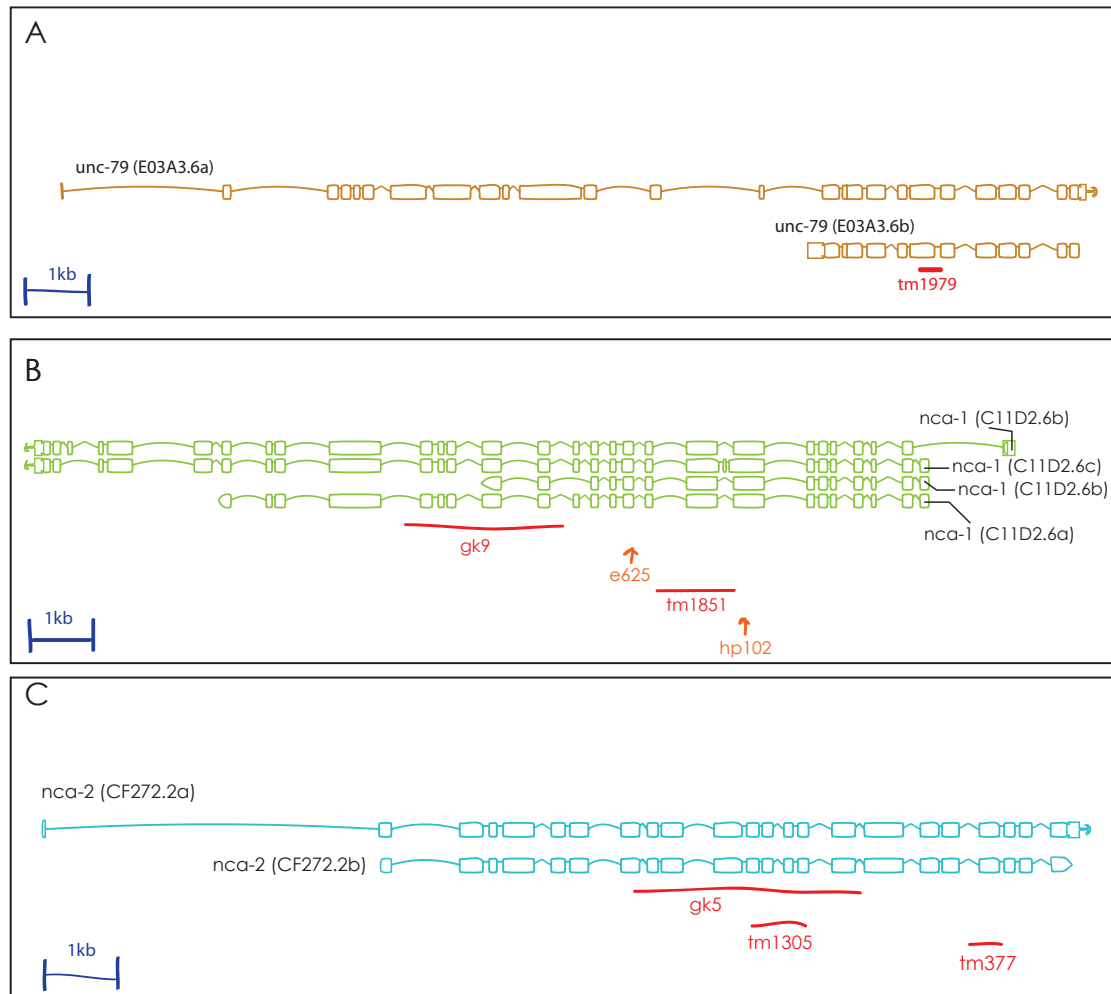 A
unc-79 (E03A3.6a)
unc-79 (E03A3.6b)
1kb
tm1979
B
nca-1 (C11D2.6b)
nca-1 (C11D2.6c)
nca-1 (C11D2.6b)
nca-1 (C11D2.6a)
gk9
e625
tm1851
1kb
hp102
C
nca-2 (CF272.2a)
nca-2 (CF272.2b)
gk5
tm1305
1kb
tm377